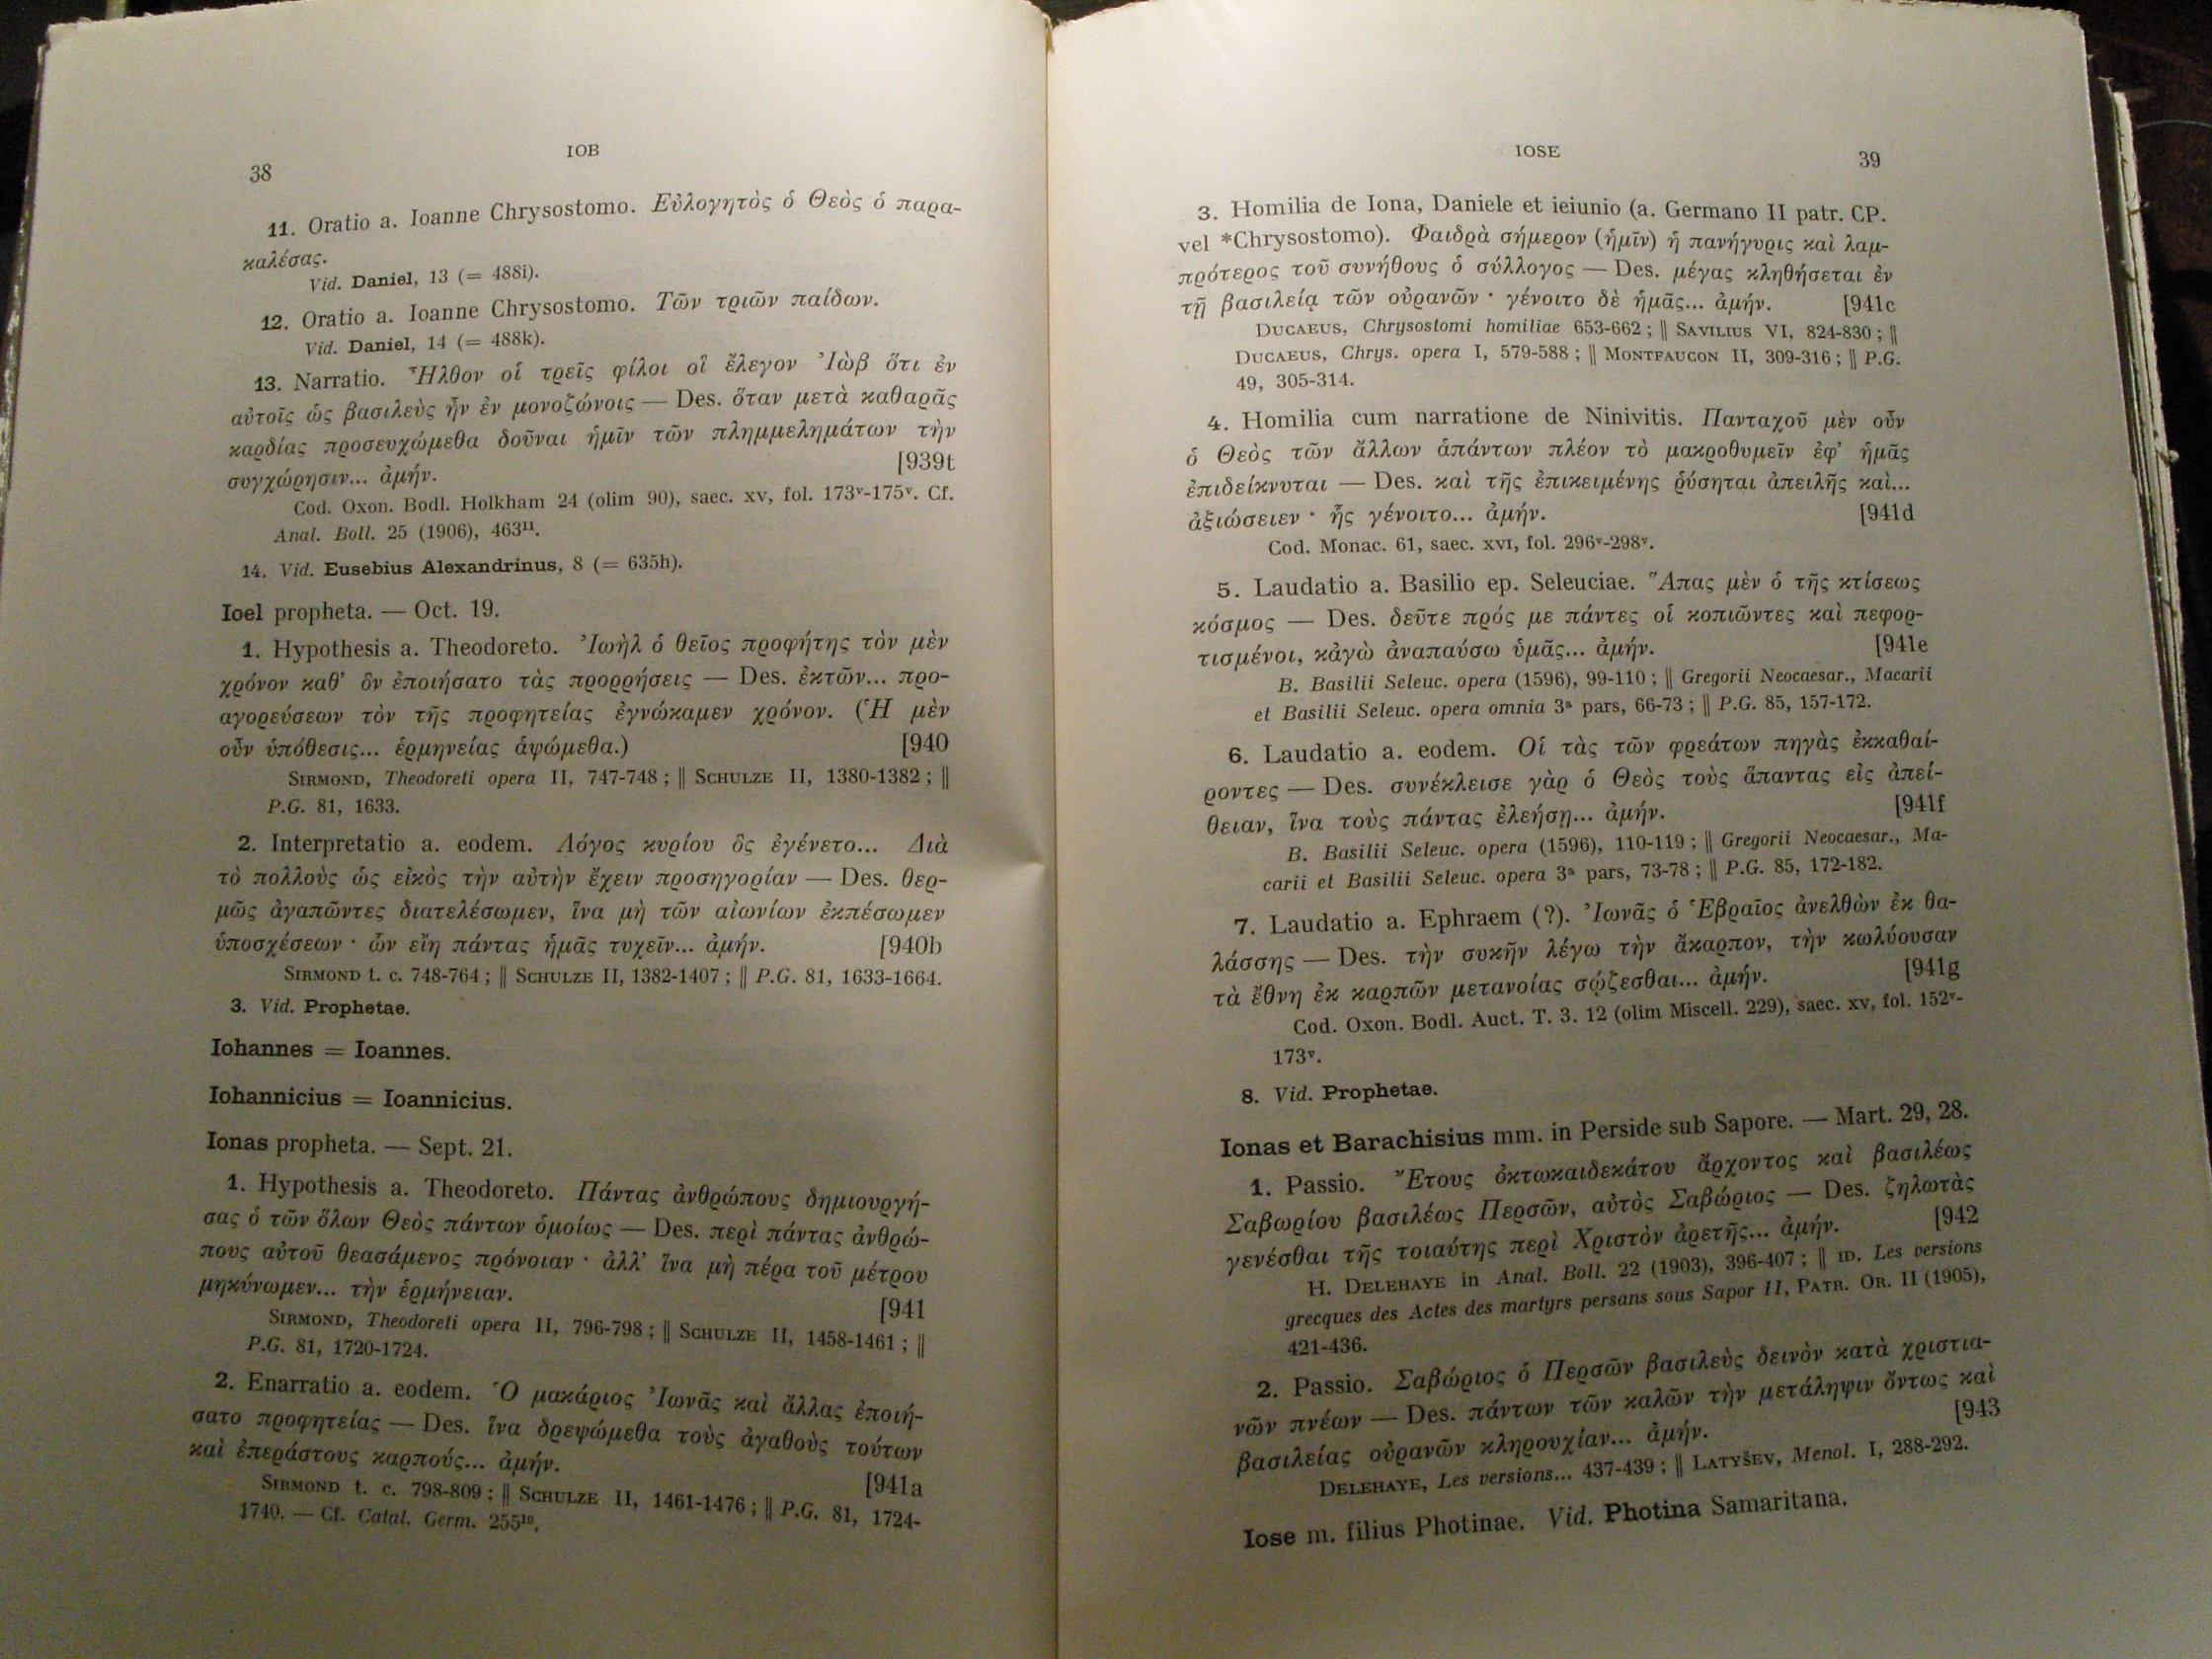 38
IOB
11. Oratio a. Ioanne Chrysostomo. Εὐλογητὸς ὁ Θεὸς ὁ παρα-
καλέσας.
Vid. Daniel, 13 (= 488i).
12. Oratio a. Ioanne Chrysostomo. Τῶν τριῶν παίδων.
Vid. Daniel, 14 (= 488k).
13. Narratio. Ἦλθον οἱ τρεῖς φίλοι οἳ ἔλεγον Ἰὼβ ὅτι ἐν
αὐτοῖς ὡς βασιλεὺς ἦν ἐν μονοζώνοις — Des. ὅταν μετὰ καθαρᾶς
καρδίας προσευχώμεθα δοῦναι ἡμῖν τῶν πλημμελημάτων τὴν
συγχώρησιν... ἀμήν. [939t
Cod. Oxon. Bodl. Holkham 24 (olim 90), saec. xv, fol. 173ᵛ-175ᵛ. Cf.
Anal. Boll. 25 (1906), 463¹¹.
14. Vid. Eusebius Alexandrinus, 8 (= 635h).
Ioel propheta. — Oct. 19.
1. Hypothesis a. Theodoreto. Ἰωὴλ ὁ θεῖος προφήτης τὸν μὲν
χρόνον καθ’ ὃν ἐποιήσατο τὰς προρρήσεις — Des. ἐκτῶν... προ-
αγορεύσεων τὸν τῆς προφητείας ἐγνώκαμεν χρόνον. (Ἡ μὲν
οὖν ὑπόθεσις... ἑρμηνείας ἁψώμεθα.) [940
SIRMOND, Theodoreti opera II, 747-748 ; || SCHULZE II, 1380-1382 ; ||
P.G. 81, 1633.
2. Interpretatio a. eodem. Λόγος κυρίου ὃς ἐγένετο... Διὰ
τὸ πολλοὺς ὡς εἰκὸς τὴν αὐτὴν ἔχειν προσηγορίαν — Des. θερ-
μῶς ἀγαπῶντες διατελέσωμεν, ἵνα μὴ τῶν αἰωνίων ἐκπέσωμεν
ὑποσχέσεων · ὧν εἴη πάντας ἡμᾶς τυχεῖν... ἀμήν. [940b
SIRMOND t. c. 748-764 ; || SCHULZE II, 1382-1407 ; || P.G. 81, 1633-1664.
3. Vid. Prophetae.
Iohannes = Ioannes.
Iohannicius = Ioannicius.
Ionas propheta. — Sept. 21.
1. Hypothesis a. Theodoreto. Πάντας ἀνθρώπους δημιουργή-
σας ὁ τῶν ὅλων Θεὸς πάντων ὁμοίως — Des. περὶ πάντας ἀνθρώ-
πους αὐτοῦ θεασάμενος πρόνοιαν · ἀλλ’ ἵνα μὴ πέρα τοῦ μέτρου
μηκύνωμεν... τὴν ἑρμήνειαν. [941
SIRMOND, Theodoreti opera II, 796-798 ; || SCHULZE II, 1458-1461 ; ||
P.G. 81, 1720-1724.
2. Enarratio a. eodem. Ὁ μακάριος Ἰωνᾶς καὶ ἄλλας ἐποιή-
σατο προφητείας — Des. ἵνα δρεψώμεθα τοὺς ἀγαθοὺς τούτων
καὶ ἐπεράστους καρπούς... ἀμήν. [941a
SIRMOND t. c. 798-809 ; || SCHULZE II, 1461-1476 ; || P.G. 81, 1724-
1740. — Cf. Catal. Germ. 255¹⁰.
IOSE
39
3. Homilia de Iona, Daniele et ieiunio (a. Germano II patr. CP.
vel *Chrysostomo). Φαιδρὰ σήμερον (ἡμῖν) ἡ πανήγυρις καὶ λαμ-
πρότερος τοῦ συνήθους ὁ σύλλογος — Des. μέγας κληθήσεται ἐν
τῇ βασιλείᾳ τῶν οὐρανῶν · γένοιτο δὲ ἡμᾶς... ἀμήν. [941c
DUCAEUS, Chrysostomi homiliae 653-662 ; || SAVILIUS VI, 824-830 ; ||
DUCAEUS, Chrys. opera I, 579-588 ; || MONTFAUCON II, 309-316 ; || P.G.
49, 305-314.
4. Homilia cum narratione de Ninivitis. Πανταχοῦ μὲν οὖν
ὁ Θεὸς τῶν ἄλλων ἁπάντων πλέον τὸ μακροθυμεῖν ἐφ’ ἡμᾶς
ἐπιδείκνυται — Des. καὶ τῆς ἐπικειμένης ῥύσηται ἀπειλῆς καὶ...
ἀξιώσειεν · ἧς γένοιτο... ἀμήν. [941d
Cod. Monac. 61, saec. xvi, fol. 296ᵛ-298ᵛ.
5. Laudatio a. Basilio ep. Seleuciae. Ἅπας μὲν ὁ τῆς κτίσεως
κόσμος — Des. δεῦτε πρός με πάντες οἱ κοπιῶντες καὶ πεφορ-
τισμένοι, κἀγὼ ἀναπαύσω ὑμᾶς... ἀμήν. [941e
B. Basilii Seleuc. opera (1596), 99-110 ; || Gregorii Neocaesar., Macarii
et Basilii Seleuc. opera omnia 3ᵃ pars, 66-73 ; || P.G. 85, 157-172.
6. Laudatio a. eodem. Οἱ τὰς τῶν φρεάτων πηγὰς ἐκκαθαί-
ροντες — Des. συνέκλεισε γὰρ ὁ Θεὸς τοὺς ἅπαντας εἰς ἀπεί-
θειαν, ἵνα τοὺς πάντας ἐλεήσῃ... ἀμήν. [941f
B. Basilii Seleuc. opera (1596), 110-119 ; || Gregorii Neocaesar., Ma-
carii et Basilii Seleuc. opera 3ᵃ pars, 73-78 ; || P.G. 85, 172-182.
7. Laudatio a. Ephraem (?). Ἰωνᾶς ὁ Ἑβραῖος ἀνελθὼν ἐκ θα-
λάσσης — Des. τὴν συκῆν λέγω τὴν ἄκαρπον, τὴν κωλύουσαν
τὰ ἔθνη ἐκ καρπῶν μετανοίας σῴζεσθαι... ἀμήν. [941g
Cod. Oxon. Bodl. Auct. T. 3. 12 (olim Miscell. 229), saec. xv, fol. 152ᵛ-
173ᵛ.
8. Vid. Prophetae.
Ionas et Barachisius mm. in Perside sub Sapore. — Mart. 29, 28.
1. Passio. Ἔτους ὀκτωκαιδεκάτου ἄρχοντος καὶ βασιλέως
Σαβωρίου βασιλέως Περσῶν, αὐτὸς Σαβώριος — Des. ζηλωτὰς
γενέσθαι τῆς τοιαύτης περὶ Χριστὸν ἀρετῆς... ἀμήν. [942
H. DELEHAYE in Anal. Boll. 22 (1903), 396-407 ; || ID. Les versions
grecques des Actes des martyrs persans sous Sapor II, PATR. OR. II (1905),
421-436.
2. Passio. Σαβώριος ὁ Περσῶν βασιλεὺς δεινὸν κατὰ χριστια-
νῶν πνέων — Des. πάντων τῶν καλῶν τὴν μετάληψιν ὄντως καὶ
βασιλείας οὐρανῶν κληρουχίαν... ἀμήν. [943
DELEHAYE, Les versions... 437-439 ; || LATYŠEV, Menol. I, 288-292.
Iose m. filius Photinae. Vid. Photina Samaritana.